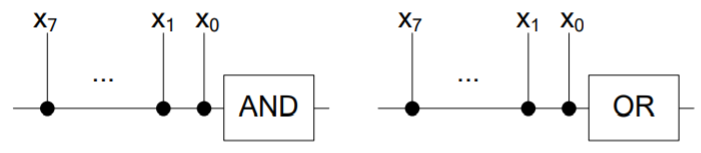 x₇ ... x₁ x₀ x₇ ... x₁ x₀
AND OR